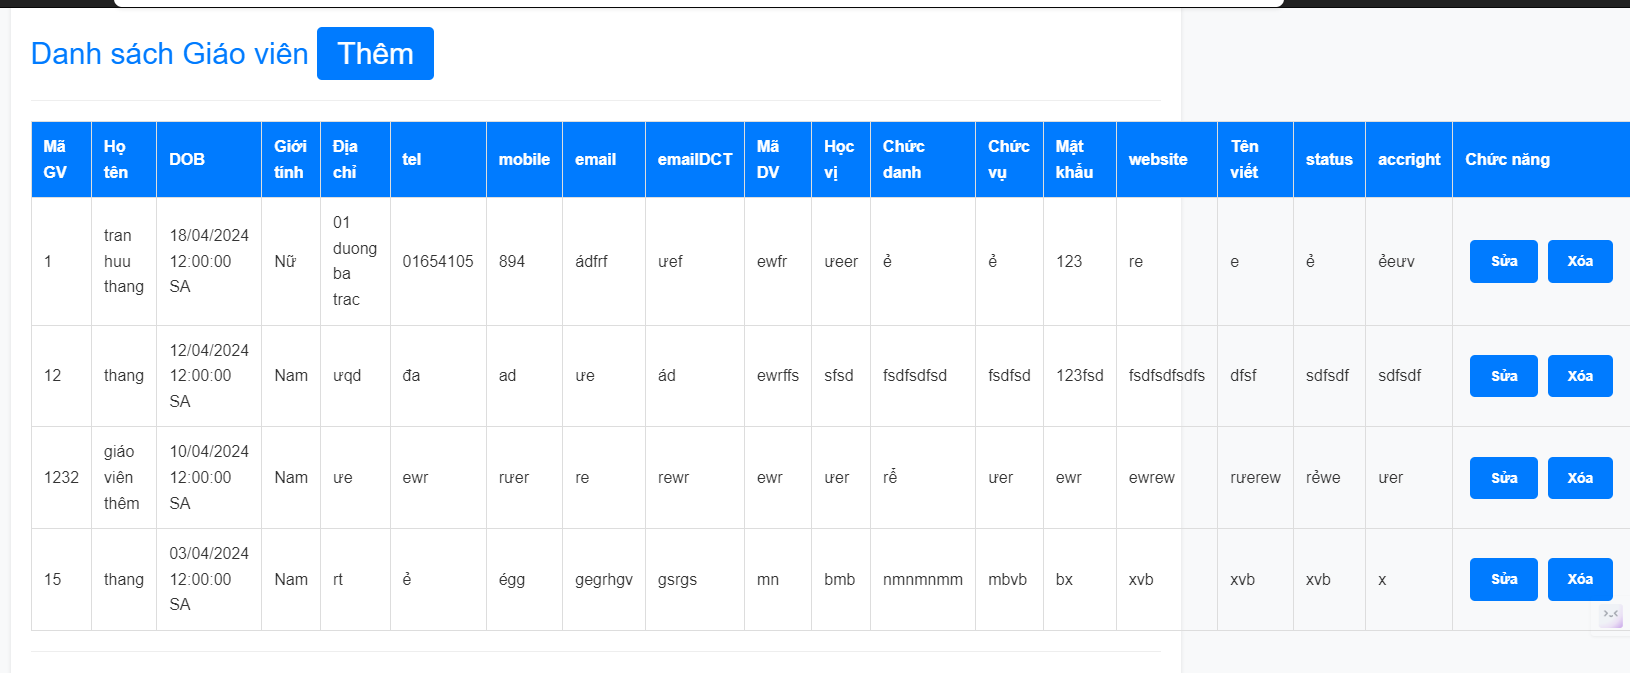 Danh sách Giáo viên Thêm
Mã GV Họ tên DOB Giới tính Địa chỉ tel mobile email emailDCT Mã DV Học vị Chức danh Chức vụ Mật khẩu website Tên viết status accright Chức năng
1 tran huu thang 18/04/2024 12:00:00 SA Nữ 01 duong ba trac 01654105 894 ádfrf ưef ewfr ưeer ẻ ẻ 123 re e ẻ ẻeưv Sửa Xóa
12 thang 12/04/2024 12:00:00 SA Nam ưqd đa ad ưe ád ewrffs sfsd fsdfsdfsd fsdfsd 123fsd fsdfsdfsdfs dfsf sdfsdf sdfsdf Sửa Xóa
1232 giáo viên thêm 10/04/2024 12:00:00 SA Nam ưe ewr rưer re rewr ewr ưer rể ưer ewr ewrew rưerew rẻwe ưer Sửa Xóa
15 thang 03/04/2024 12:00:00 SA Nam rt ẻ égg gegrhgv gsrgs mn bmb nmnmnmm mbvb bx xvb xvb xvb x Sửa Xóa